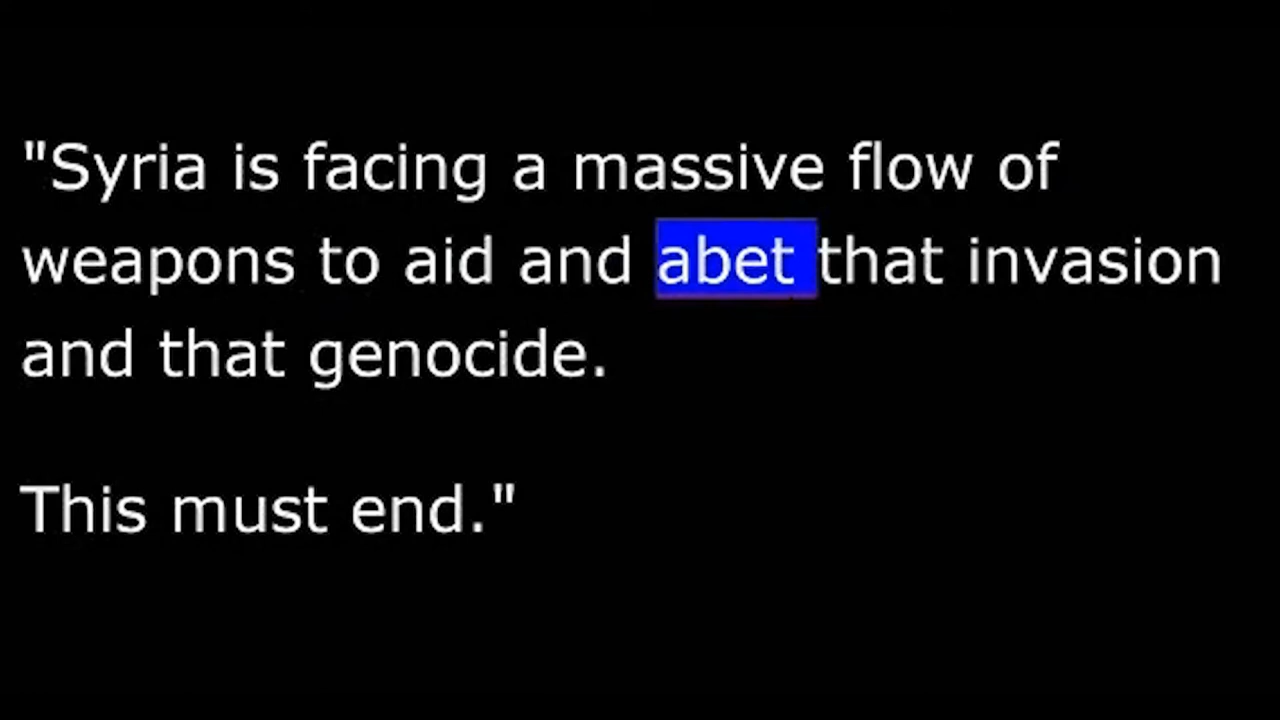 "Syria is facing a massive flow of
weapons to aid and abet that invasion
and that genocide.
This must end."